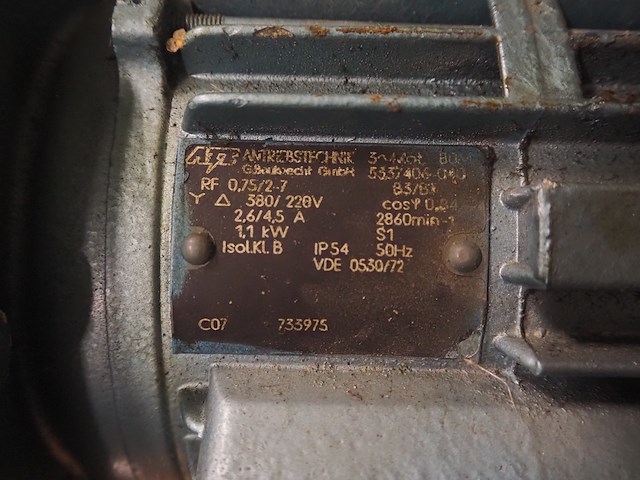 ANTRIEBSTECHNIK
G.Bauknecht GmbH
RF 0,75/2-7
Y Δ 380/220V cosφ
2,6/4,5 A 2860min-1
1,1 kW S1
Isol.Kl. B IP54 50Hz
VDE 0530/72
C07 733975